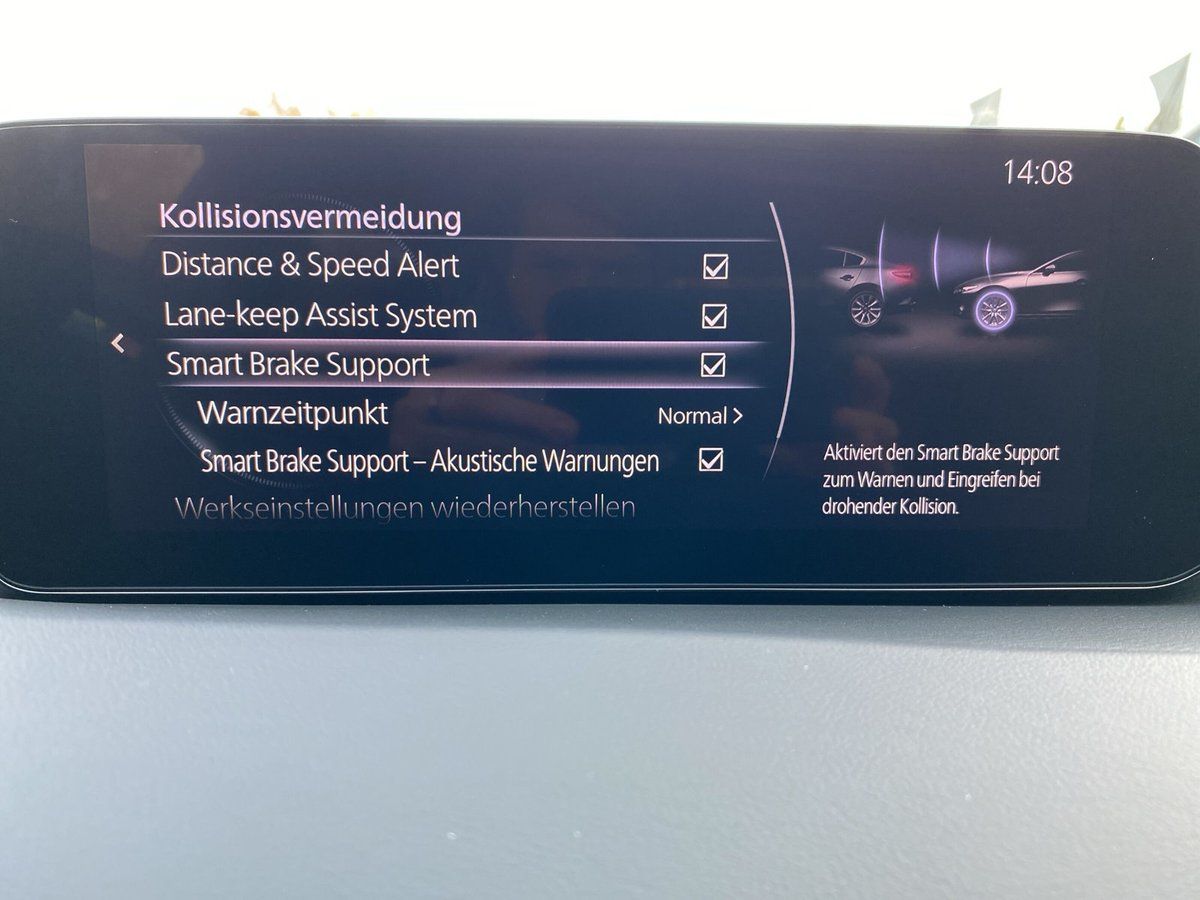 14:08
Kollisionsvermeidung
Distance & Speed Alert
Lane-keep Assist System
Smart Brake Support
Warnzeitpunkt Normal >
Smart Brake Support – Akustische Warnungen
Werkseinstellungen wiederherstellen
Aktiviert den Smart Brake Support
zum Warnen und Eingreifen bei
drohender Kollision.